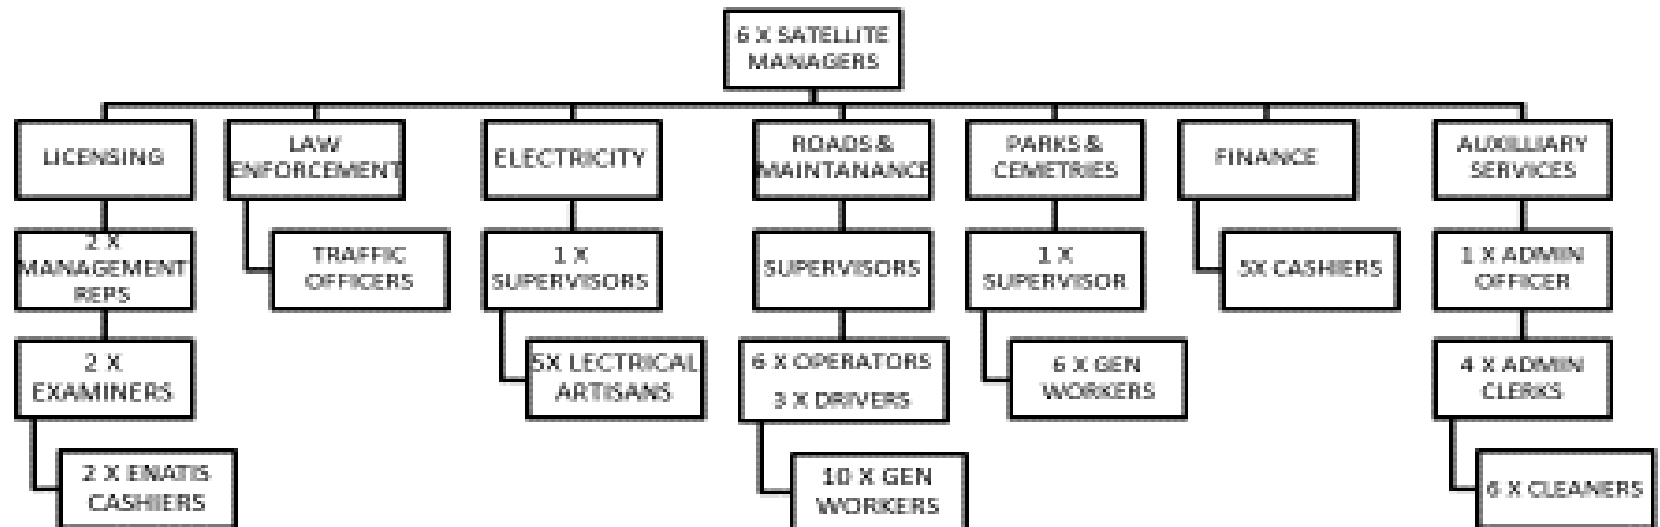 6 X SATELLITE
MANAGERS
LICENSING
LAW
ENFORCEMENT
ELECTRICITY
ROADS &
MAINTANANCE
PARKS &
CEMETRIES
FINANCE
AUXILLIARY
SERVICES
2 X
MANAGEMENT
REPS
TRAFFIC
OFFICERS
1 X
SUPERVISORS
SUPERVISORS
1 X
SUPERVISOR
5X CASHIERS
1 X ADMIN
OFFICER
2 X
EXAMINERS
5X LECTRICAL
ARTISANS
6 X OPERATORS
3 X DRIVERS
6 X GEN
WORKERS
4 X ADMIN
CLERKS
2 X ENATIS
CASHIERS
10 X GEN
WORKERS
6 X CLEANERS